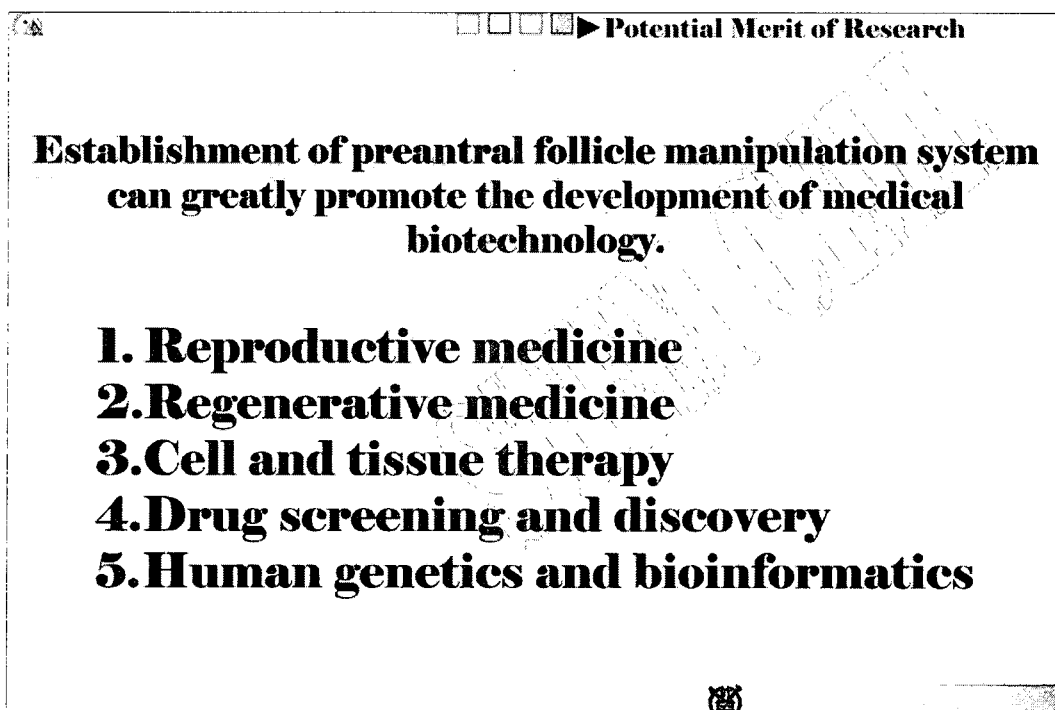 Potential Merit of Research
Establishment of preantral follicle manipulation system
can greatly promote the development of medical
biotechnology.
1. Reproductive medicine
2.Regenerative medicine
3.Cell and tissue therapy
4.Drug screening and discovery
5.Human genetics and bioinformatics